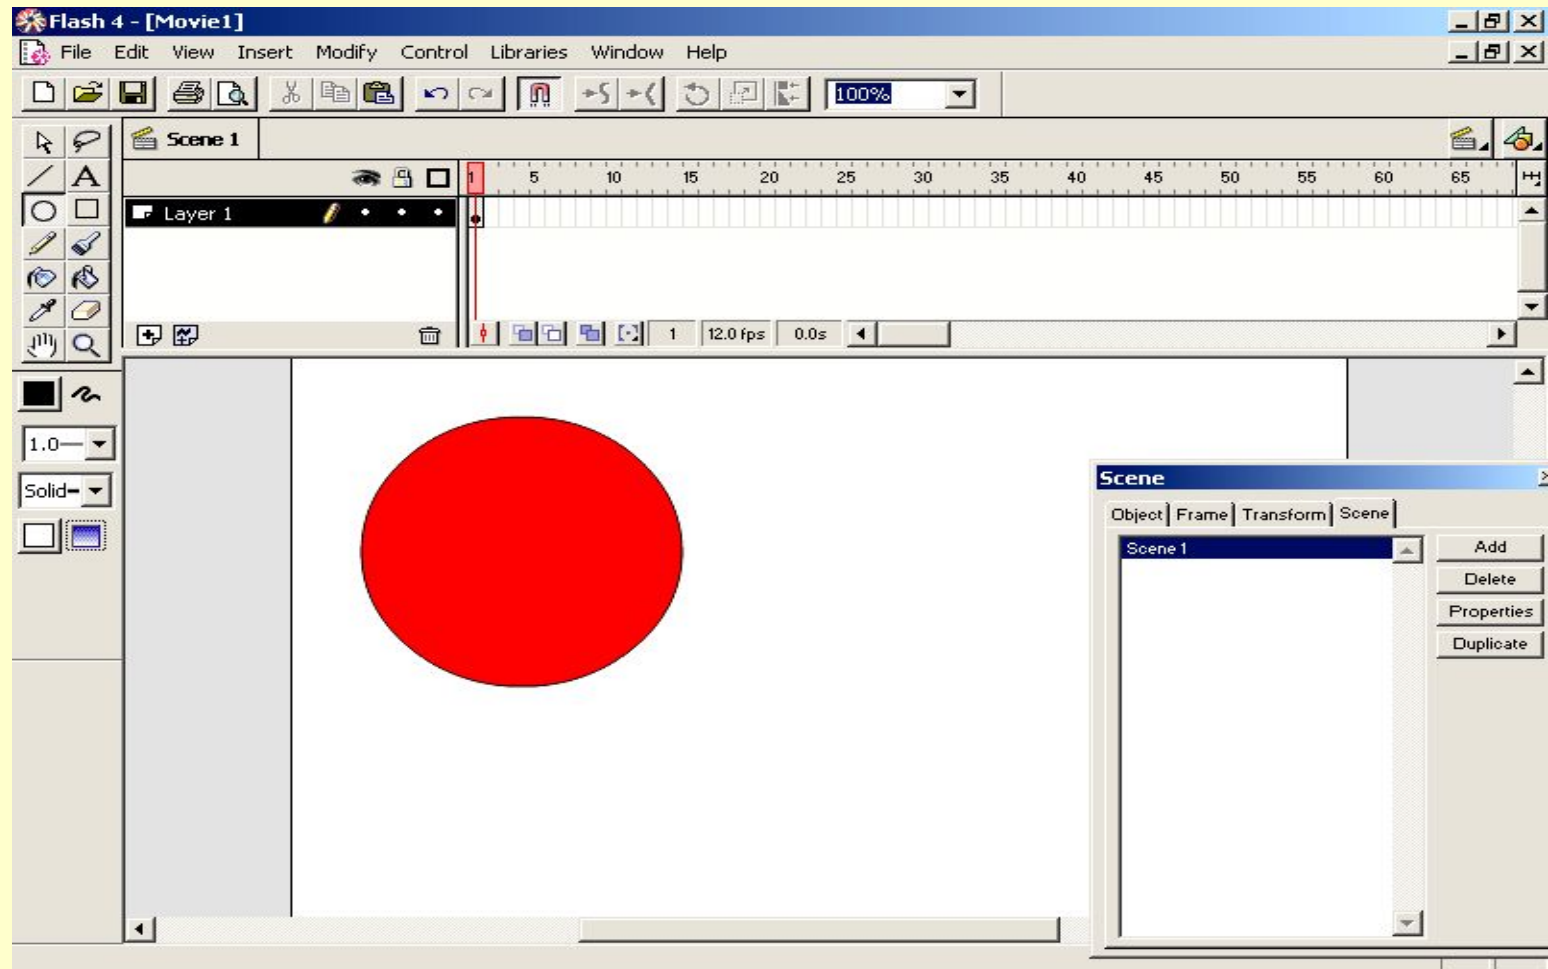 Flash 4 - [Movie1]
File Edit View Insert Modify Control Libraries Window Help
100%
Scene 1
1 5 10 15 20 25 30 35 40 45 50 55 60 65
Layer 1
1 12.0 fps 0.0s
1.0
Solid
Scene
Object Frame Transform Scene
Scene 1
Add
Delete
Properties
Duplicate